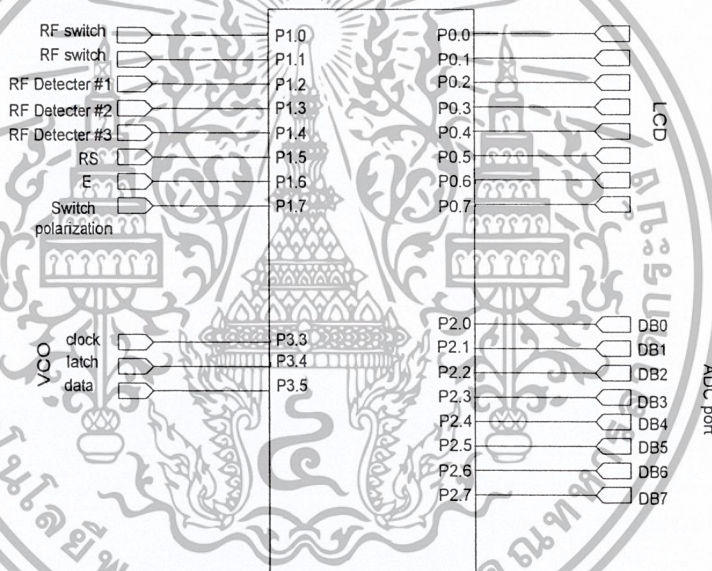 RF switch P1.0 P0.0
RF switch P1.1 P0.1
RF Detecter #1 P1.2 P0.2
RF Detecter #2 P1.3 P0.3
RF Detecter #3 P1.4 P0.4
RS P1.5 P0.5
E P1.6 P0.6
Switch P1.7 P0.7
polarization
LCD
P2.0 DB0
clock P3.3 P2.1 DB1
latch P3.4 P2.2 DB2
data P3.5 P2.3 DB3
VCO
P2.4 DB4
P2.5 DB5
P2.6 DB6
P2.7 DB7
ADC port